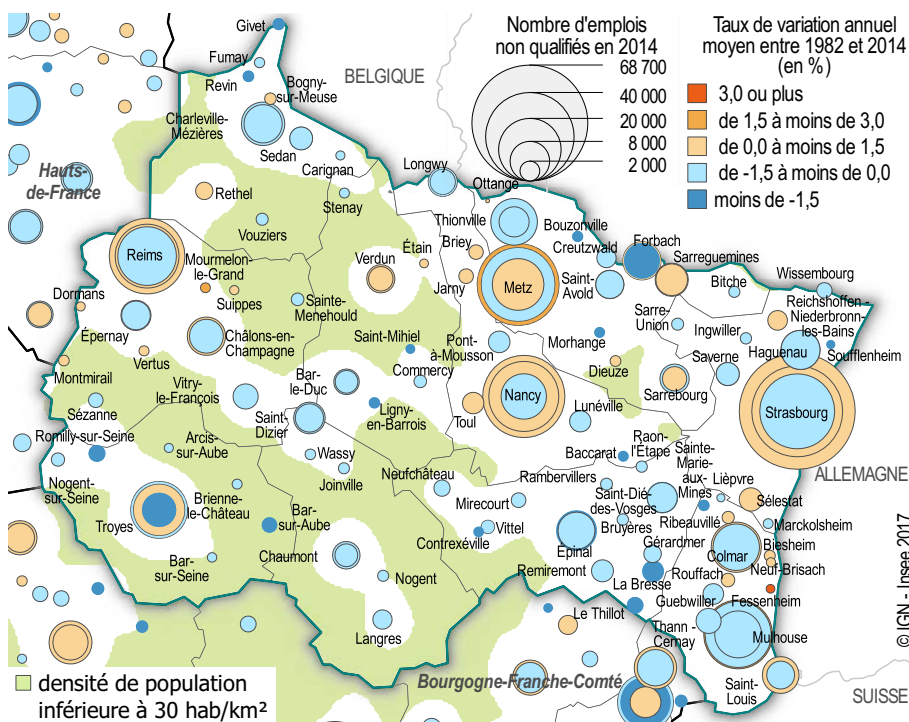 Nombre d'emplois
non qualifiés en 2014
68 700
40 000
20 000
8 000
2 000
Taux de variation annuel
moyen entre 1982 et 2014
(en %)
3,0 ou plus
de 1,5 à moins de 3,0
de 0,0 à moins de 1,5
de -1,5 à moins de 0,0
moins de -1,5
Givet
Fumay
BELGIQUE
Revin
Bogny-
sur-Meuse
Charleville-
Mézières
Sedan
Carignan
Longwy
Hauts-
de-France
Ottange
Rethel
Stenay
Thionville
Bouzonville
Vouziers
Étain
Briey
Creutzwald
Forbach
Reims
Mourmelon-
le-Grand
Verdun
Sarreguemines
Metz
Saint-
Avold
Bitche
Wissembourg
Jarny
Dormans
Suippes
Sainte-
Menehould
Reichshoffen -
Niederbronn-
les-Bains
Sarre-
Union
Épernay
Châlons-en-
Champagne
Saint-Mihiel
Pont-
à-Mousson
Morhange
Ingwiller
Haguenau
Soufflenheim
Saverne
Vertus
Montmirail
Vitry-
le-François
Bar-
le-Duc
Commercy
Dieuze
Sarrebourg
Sézanne
Saint-
Dizier
Ligny-
en-Barrois
Toul
Nancy
Lunéville
Strasbourg
Romilly-sur-Seine
Arcis-
sur-Aube
Wassy
Joinville
Neufchâteau
Baccarat
Raon-
l'Étape
Sainte-
Marie-
aux-
Mines
Lièpvre
ALLEMAGNE
Nogent-
sur-Seine
Brienne-
le-Château
Rambervillers
Saint-Dié-
des-Vosges
Sélestat
Troyes
Bar-
sur-Aube
Mirecourt
Vittel
Contrexéville
Bruyères
Ribeauvillé
Marckolsheim
Chaumont
Épinal
Gérardmer
Colmar
Biesheim
Bar-
sur-Seine
Nogent
Remiremont
La Bresse
Rouffach
Neuf-Brisach
Guebwiller
Fessenheim
Langres
Le Thillot
Thann -
Cernay
Mulhouse
Bourgogne-Franche-Comté
Saint-
Louis
SUISSE
densité de population
inférieure à 30 hab/km²
© IGN - Insee 2017